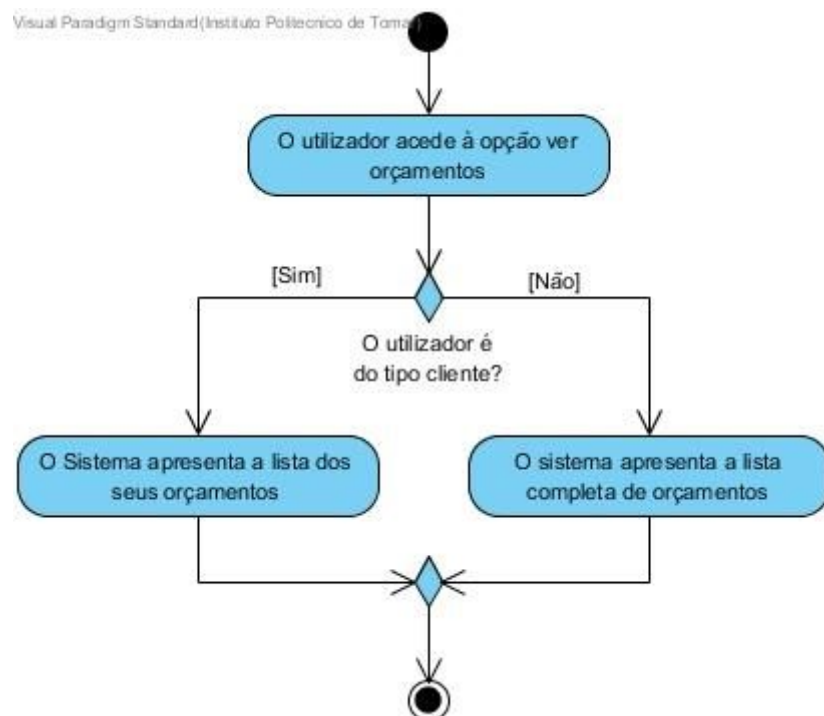 Visual Paradigm Standard(Instituto Politecnico de Tomar)
O utilizador acede à opção ver
orçamentos
[Sim]
[Não]
O utilizador é
do tipo cliente?
O Sistema apresenta a lista dos
seus orçamentos
O sistema apresenta a lista
completa de orçamentos